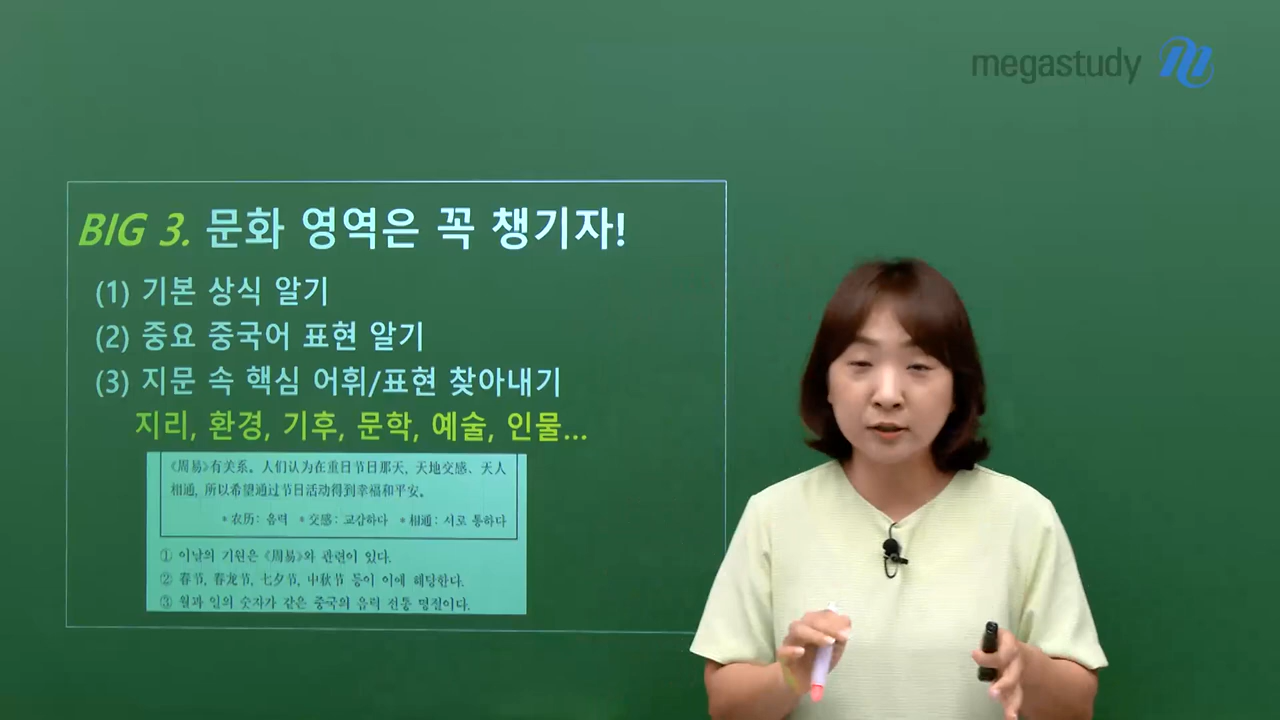 megastudy
BIG 3. 문화 영역은 꼭 챙기자!
(1) 기본 상식 알기
(2) 중요 중국어 표현 알기
(3) 지문 속 핵심 어휘/표현 찾아내기
지리, 환경, 기후, 문학, 예술, 인물...
《周易》有关系。人们认为在重日节日那天, 天地交感、天人
相通, 所以希望通过节日活动得到幸福和平安。
* 农历: 음력 * 交感: 교감하다 * 相通: 서로 통하다
① 이날의 기원은 《周易》와 관련이 있다.
② 春节, 春龙节, 七夕节, 中秋节 등이 이에 해당한다.
③ 월과 일의 숫자가 같은 중국의 음력 전통 명절이다.